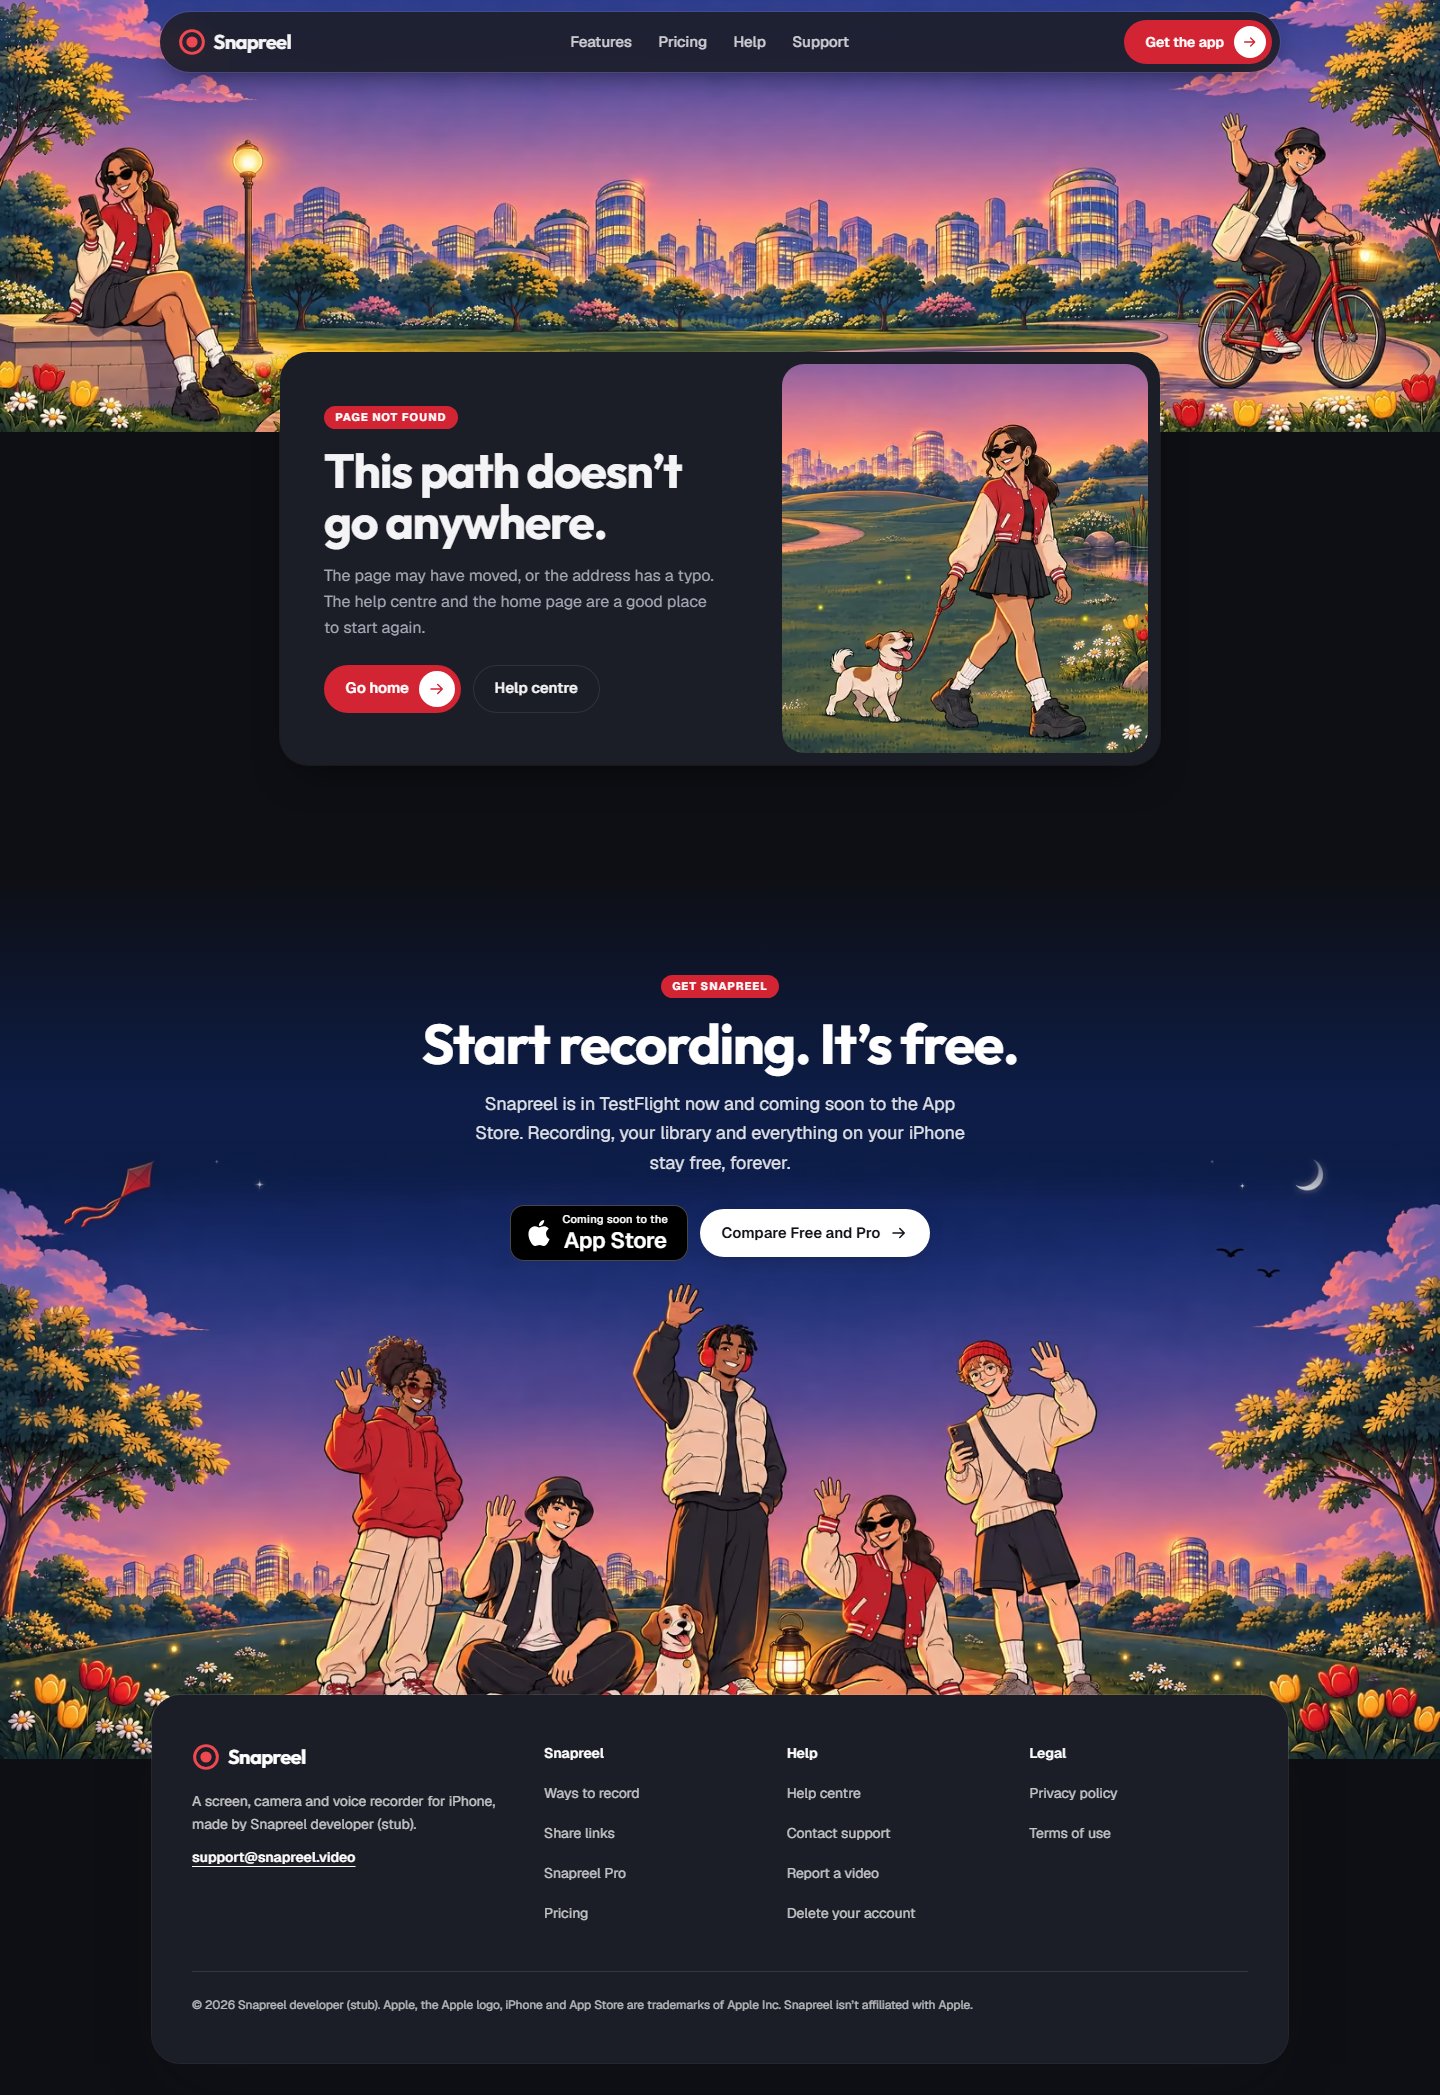 Snapreel
Features
Pricing
Help
Support
Get the app
PAGE NOT FOUND
This path doesn’t
go anywhere.
The page may have moved, or the address has a typo.
The help centre and the home page are a good place
to start again.
Go home
Help centre
GET SNAPREEL
Start recording. It’s free.
Snapreel is in TestFlight now and coming soon to the App
Store. Recording, your library and everything on your iPhone
stay free, forever.
Coming soon to the
App Store
Compare Free and Pro
Snapreel
A screen, camera and voice recorder for iPhone,
made by Snapreel developer (stub).
support@snapreel.video
Snapreel
Ways to record
Share links
Snapreel Pro
Pricing
Help
Help centre
Contact support
Report a video
Delete your account
Legal
Privacy policy
Terms of use
© 2026 Snapreel developer (stub). Apple, the Apple logo, iPhone and App Store are trademarks of Apple Inc. Snapreel isn’t affiliated with Apple.